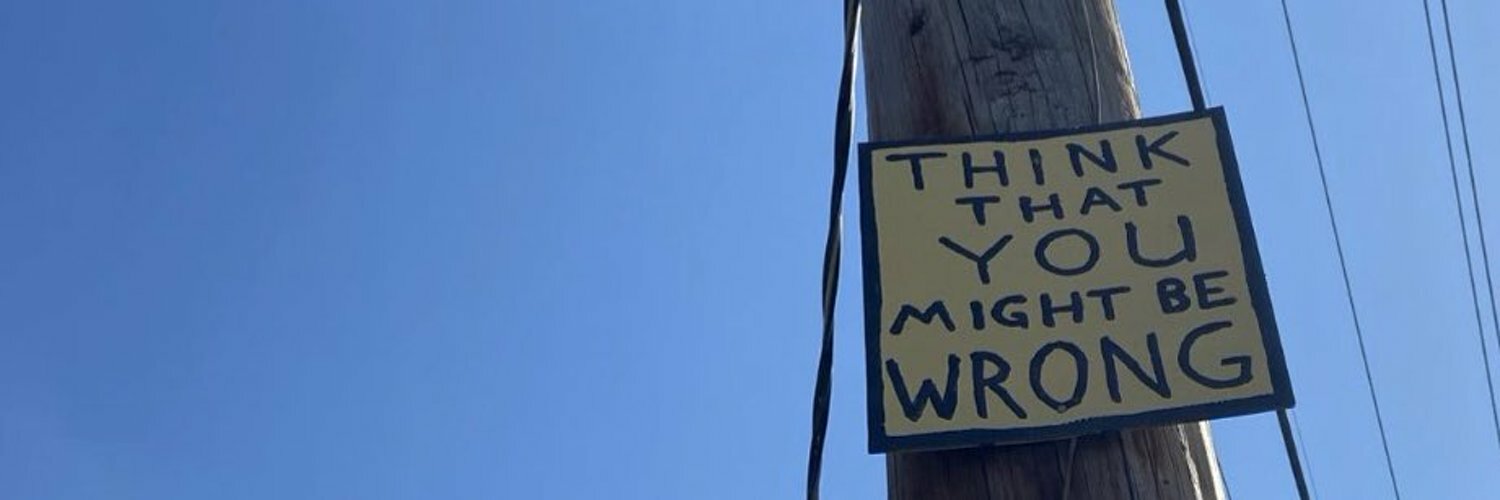 THINK
THAT
YOU
MIGHT BE
WRONG